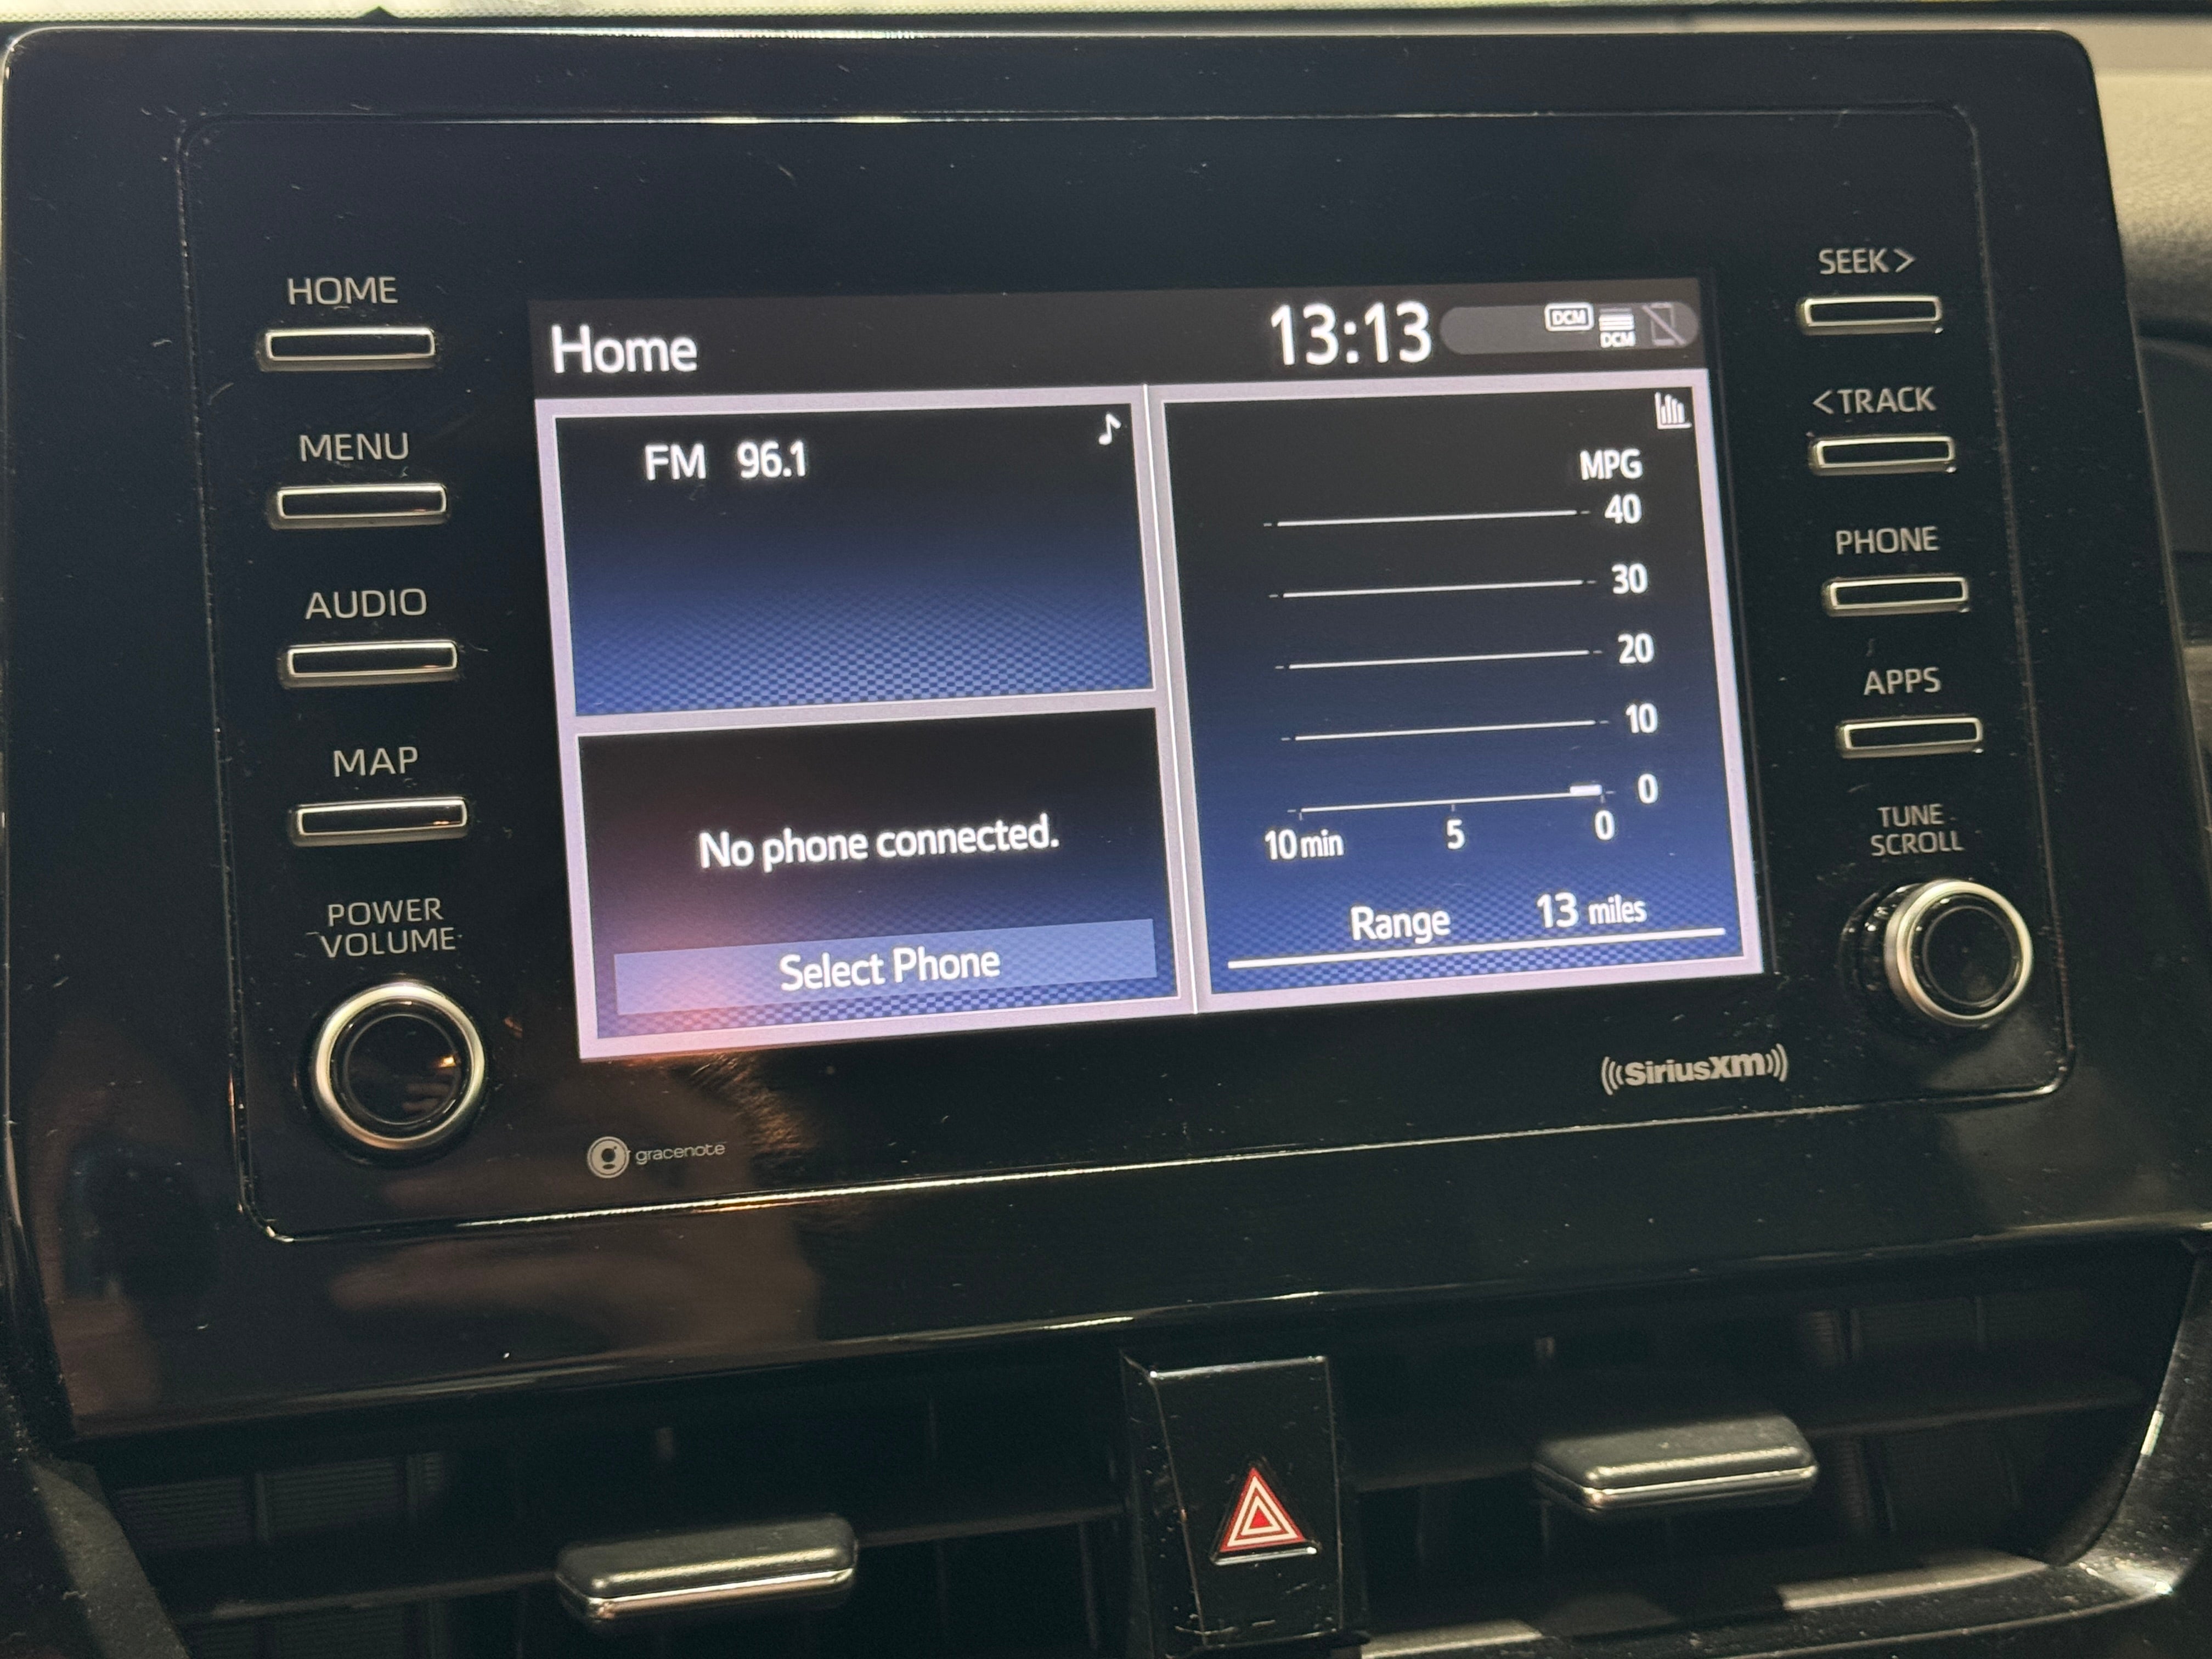 HOME
MENU
AUDIO
MAP
POWER
VOLUME
Home 13:13 DCM DCM
FM 96.1
No phone connected.
Select Phone
MPG
40
30
20
10
0
10 min 5 0
Range 13 miles
SEEK >
< TRACK
PHONE
APPS
TUNE
SCROLL
gracenote
((SiriusXM))